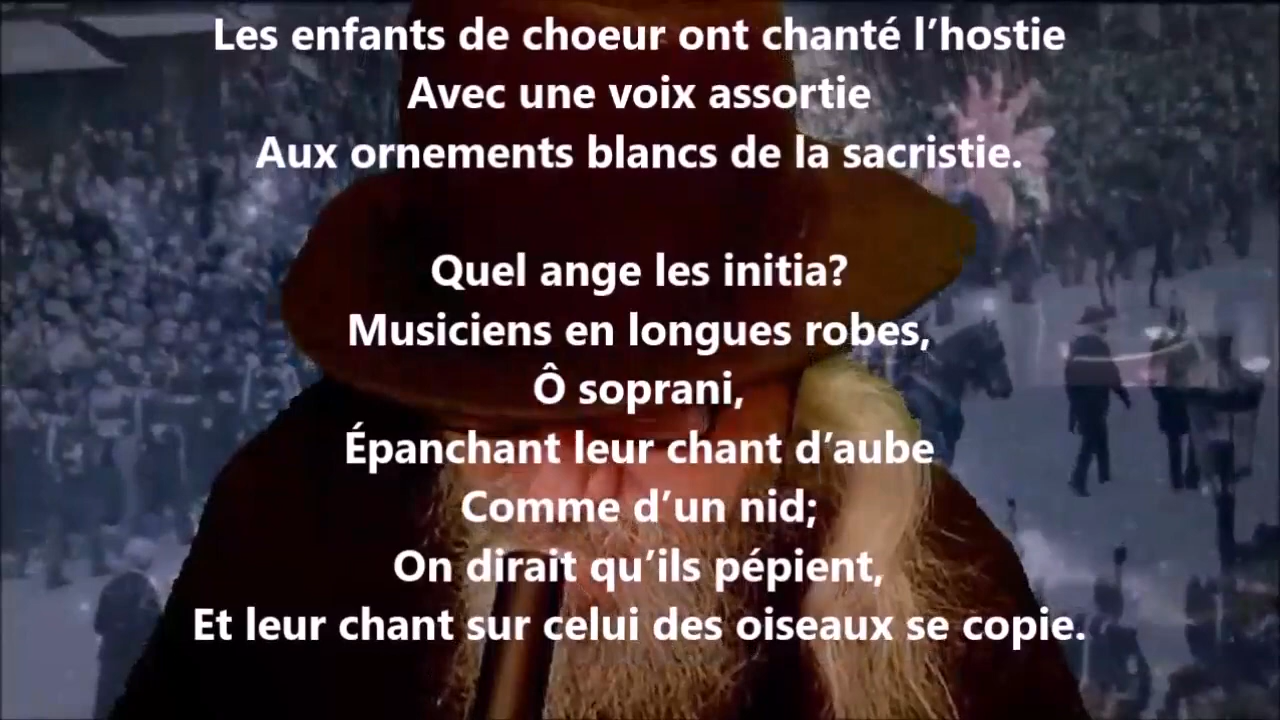 Les enfants de choeur ont chanté l’hostie
Avec une voix assortie
Aux ornements blancs de la sacristie.
Quel ange les initia?
Musiciens en longues robes,
Ô soprani,
Épanchant leur chant d’aube
Comme d’un nid;
On dirait qu’ils pépient,
Et leur chant sur celui des oiseaux se copie.